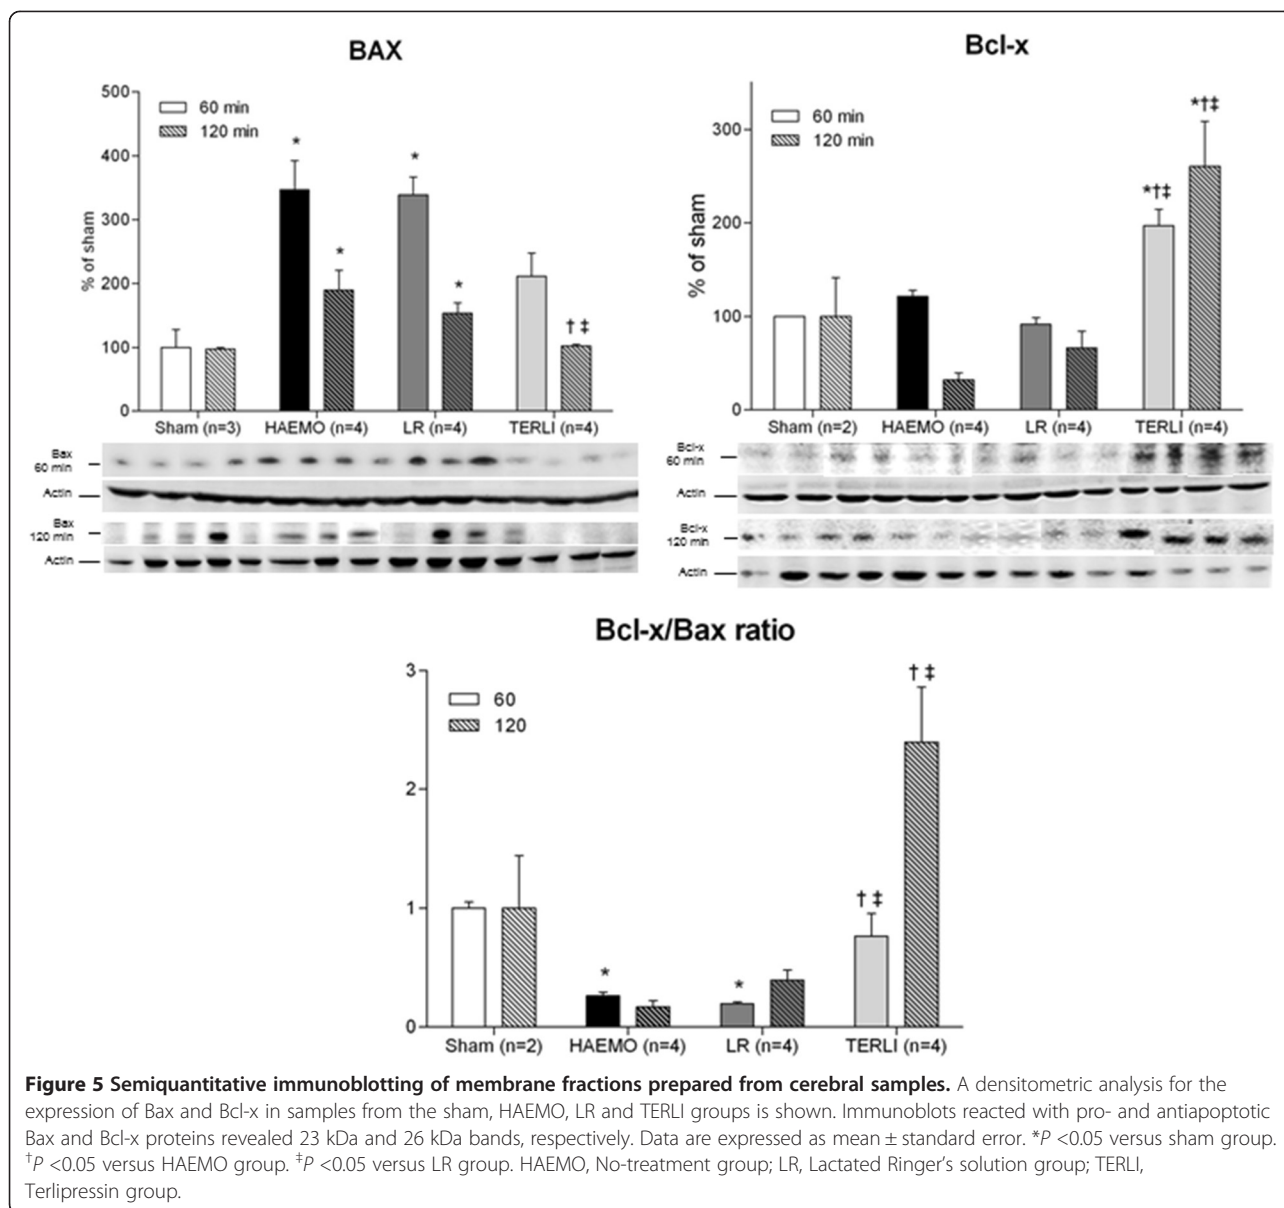 BAX
500
400
300
200
100
0
% of sham
60 min
120 min
*
*
*
*
† ‡
Sham (n=3) HAEMO (n=4) LR (n=4) TERLI (n=4)
Bax
60 min
Actin
Bax
120 min
Actin
Bcl-x
300
200
100
0
% of sham
60 min
120 min
*†‡
*†‡
Sham (n=2) HAEMO (n=4) LR (n=4) TERLI (n=4)
Bcl-x
60 min
Actin
Bcl-x
120 min
Actin
Bcl-x/Bax ratio
3
2
1
0
60
120
*
*
† ‡
† ‡
Sham (n=2) HAEMO (n=4) LR (n=4) TERLI (n=4)
Figure 5 Semiquantitative immunoblotting of membrane fractions prepared from cerebral samples. A densitometric analysis for the
expression of Bax and Bcl-x in samples from the sham, HAEMO, LR and TERLI groups is shown. Immunoblots reacted with pro- and antiapoptotic
Bax and Bcl-x proteins revealed 23 kDa and 26 kDa bands, respectively. Data are expressed as mean ± standard error. *P <0.05 versus sham group.
†P <0.05 versus HAEMO group. ‡P <0.05 versus LR group. HAEMO, No-treatment group; LR, Lactated Ringer's solution group; TERLI,
Terlipressin group.